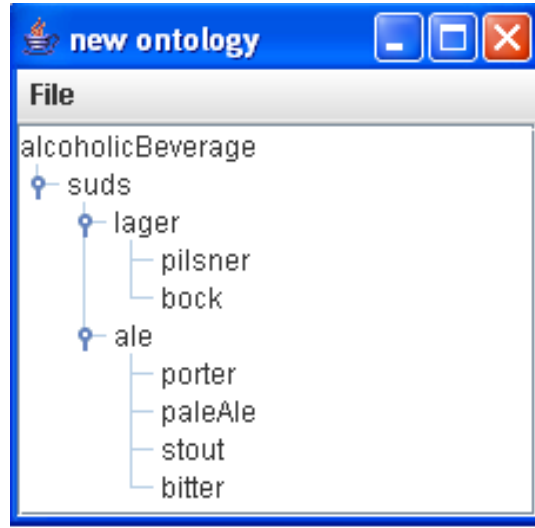 new ontology
File
alcoholicBeverage
suds
lager
pilsner
bock
ale
porter
paleAle
stout
bitter